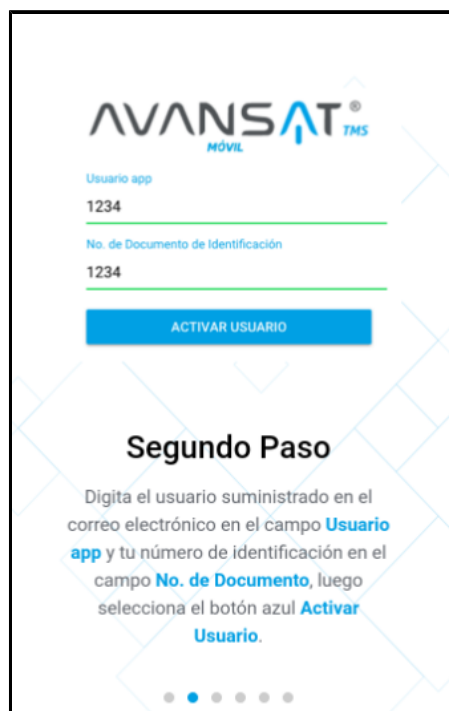 AVANSAT® TMS
MÓVIL
Usuario app
1234
No. de Documento de Identificación
1234
ACTIVAR USUARIO
Segundo Paso
Digita el usuario suministrado en el
correo electrónico en el campo Usuario
app y tu número de identificación en el
campo No. de Documento, luego
selecciona el botón azul Activar
Usuario.